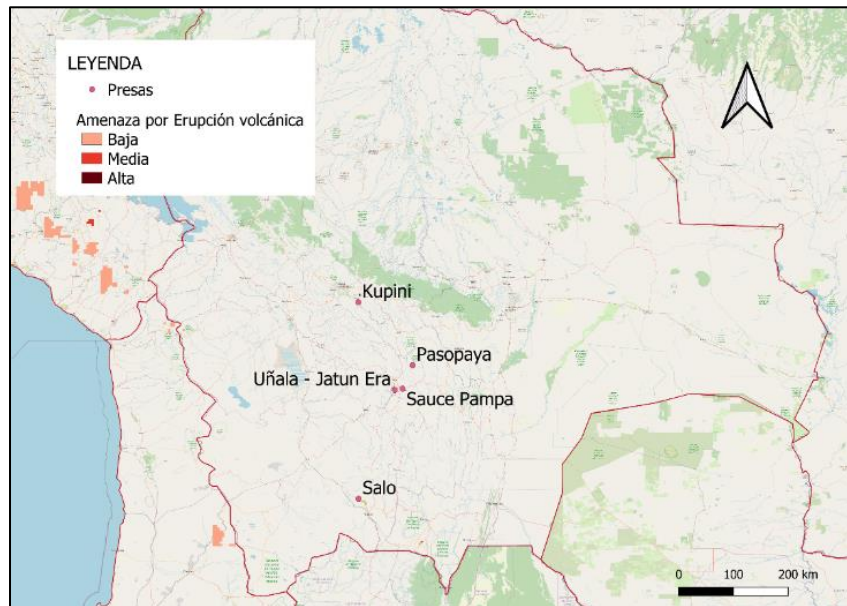 LEYENDA
Presas
Amenaza por Erupción volcánica
Baja
Media
Alta
Kupini
Pasopaya
Uñala - Jatun Era
Sauce Pampa
Salo
0 100 200 km